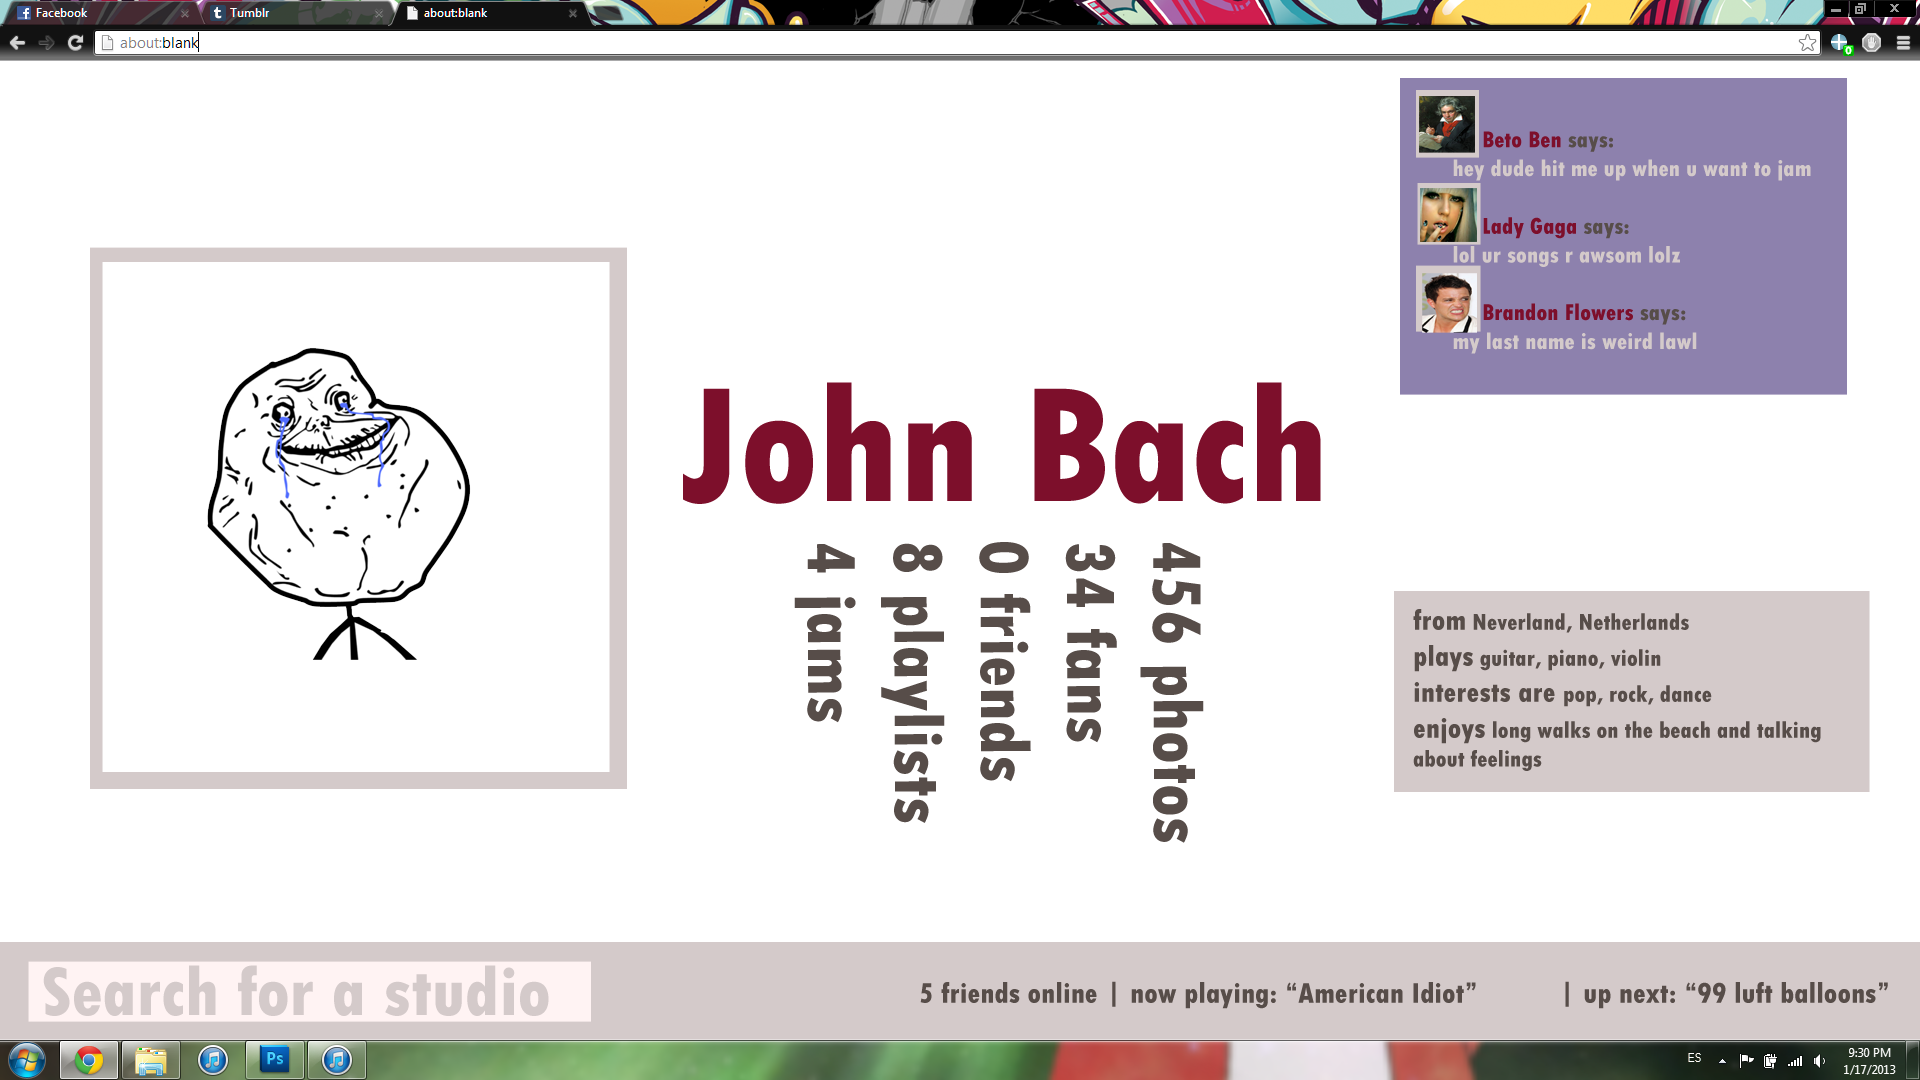 Facebook
Tumblr
about:blank
about:blank
0
Beto Ben says:
hey dude hit me up when u want to jam
Lady Gaga says:
lol ur songs r awsom lolz
Brandon Flowers says:
my last name is weird lawl
John Bach
4 jams
8 playlists
0 friends
34 fans
456 photos
from Neverland, Netherlands
plays guitar, piano, violin
interests are pop, rock, dance
enjoys long walks on the beach and talking
about feelings
Search for a studio
5 friends online | now playing: “American Idiot” | up next: “99 luft balloons”
Ps
ES
9:30 PM
1/17/2013